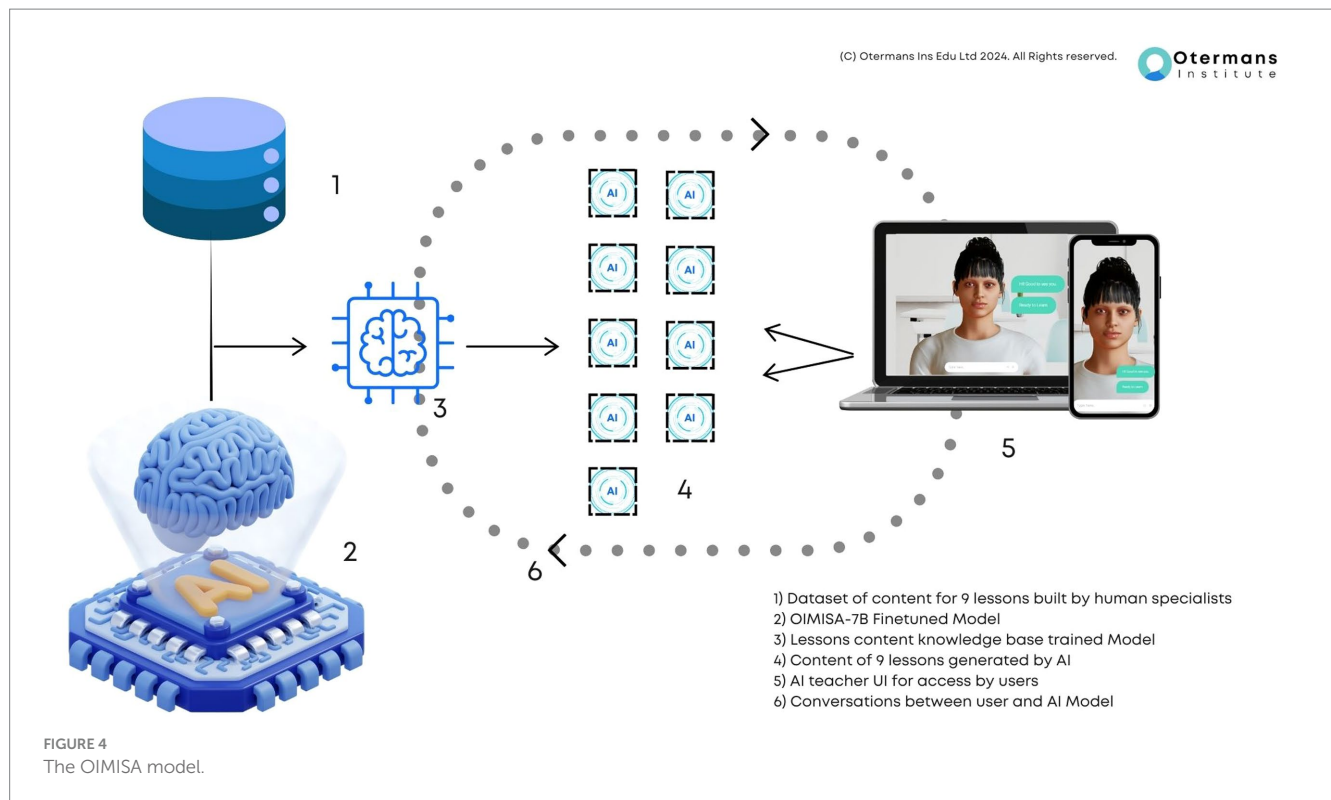 (C) Otermans Ins Edu Ltd 2024. All Rights reserved.
Otermans
Institute
1
AI
AI
AI
AI
Ready to Learn
AI
AI
3
5
AI
AI
AI
4
2
AI
6
1) Dataset of content for 9 lessons built by human specialists
2) OIMISA-7B Finetuned Model
3) Lessons content knowledge base trained Model
4) Content of 9 lessons generated by AI
5) AI teacher UI for access by users
6) Conversations between user and AI Model
FIGURE 4
The OIMISA model.